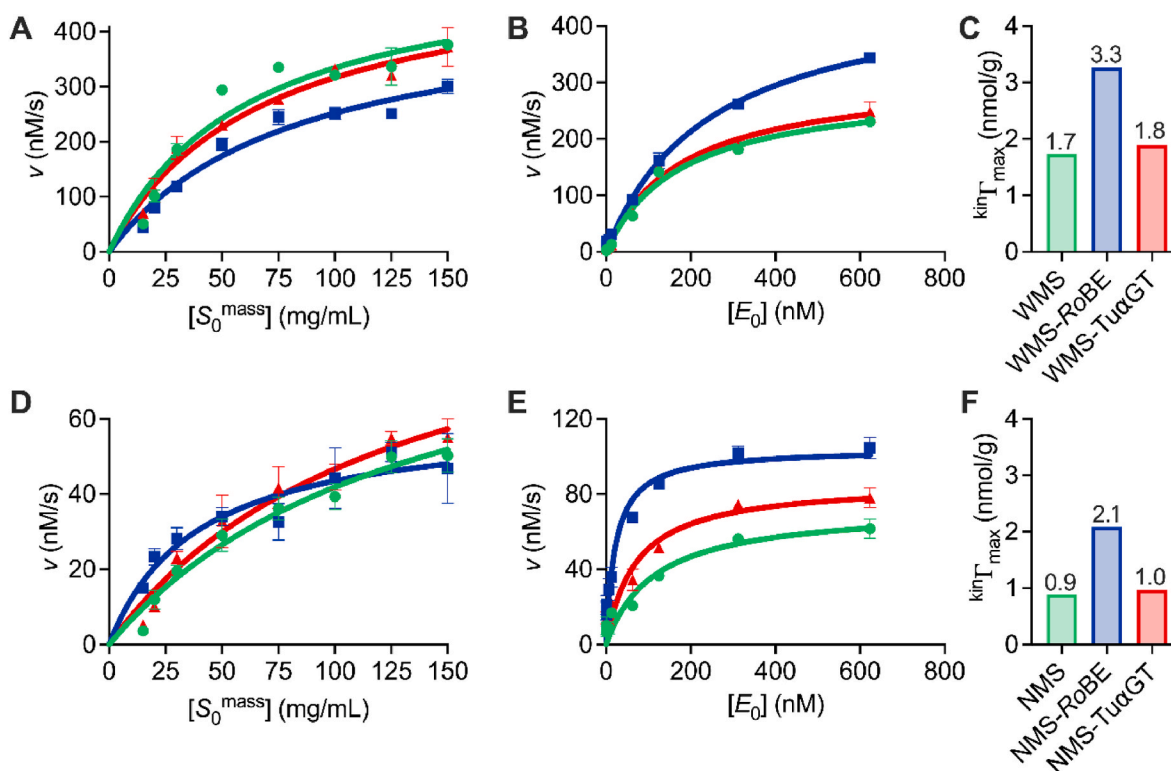 A
400
300
200
100
0
v (nM/s)
0 25 50 75 100 125 150
[S₀ᵐᵃˢˢ] (mg/mL)
B
400
300
200
100
0
v (nM/s)
0 200 400 600 800
[E₀] (nM)
C
4
3
2
1
0
ᵏⁱⁿΓmax (nmol/g)
1.7
3.3
1.8
WMS
WMS-RoBE
WMS-TuαGT
D
60
40
20
0
v (nM/s)
0 25 50 75 100 125 150
[S₀ᵐᵃˢˢ] (mg/mL)
E
120
80
40
0
v (nM/s)
0 200 400 600 800
[E₀] (nM)
F
4
3
2
1
0
ᵏⁱⁿΓmax (nmol/g)
0.9
2.1
1.0
NMS
NMS-RoBE
NMS-TuαGT